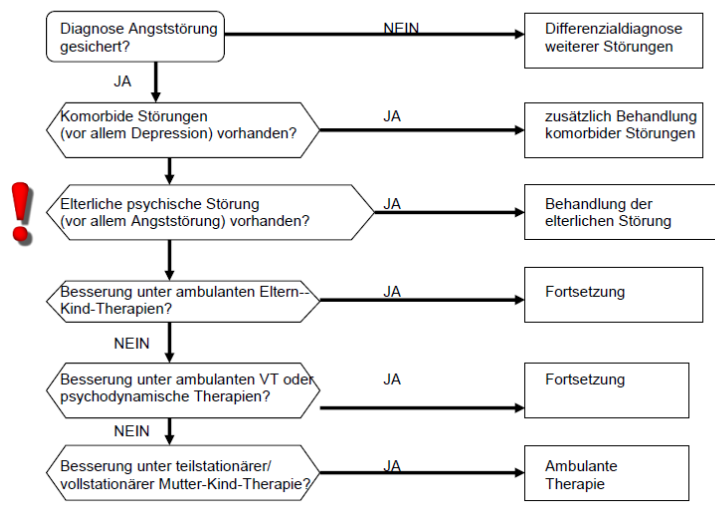 Diagnose Angststörung
gesichert?
NEIN
Differenzialdiagnose
weiterer Störungen
JA
Komorbide Störungen
(vor allem Depression) vorhanden?
JA
zusätzlich Behandlung
komorbider Störungen
Elterliche psychische Störung
(vor allem Angststörung) vorhanden?
JA
Behandlung der
elterlichen Störung
Besserung unter ambulanten Eltern--
Kind-Therapien?
JA
Fortsetzung
NEIN
Besserung unter ambulanten VT oder
psychodynamische Therapien?
JA
Fortsetzung
NEIN
Besserung unter teilstationärer/
vollstationärer Mutter-Kind-Therapie?
JA
Ambulante
Therapie